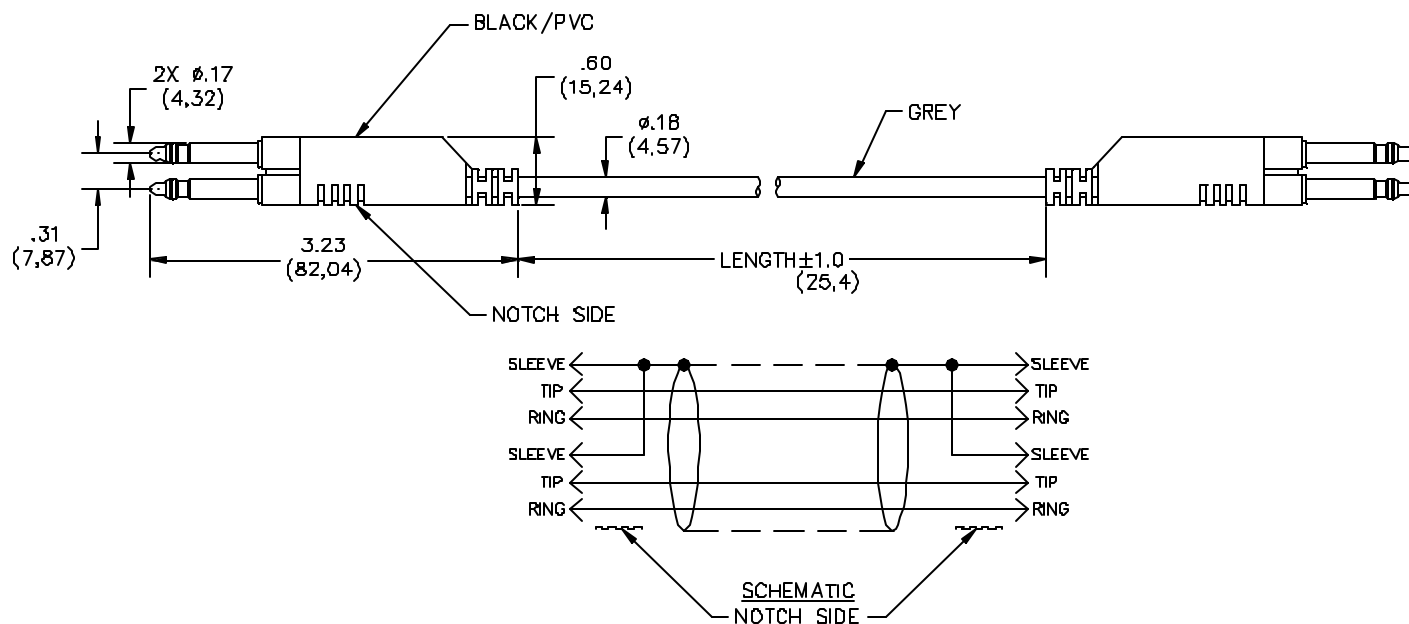 BLACK/PVC
2X ø.17
(4,32)
.60
(15,24)
ø.18
(4,57)
GREY
.31
(7,87)
3.23
(82,04)
LENGTH±1.0
(25,4)
NOTCH SIDE
SLEEVE SLEEVE
TIP TIP
RING RING
SLEEVE SLEEVE
TIP TIP
RING RING
SCHEMATIC
NOTCH SIDE